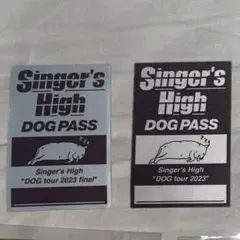 Singer's
High
DOG PASS
Singer's High
"DOG tour 2023 final"
Singer's
High
DOG PASS
Singer's High
"DOG tour 2023"